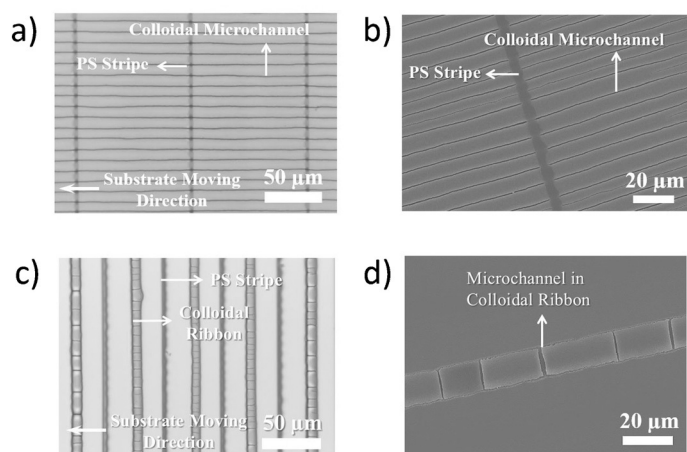 a)
Colloidal Microchannel
PS Stripe
Substrate Moving
Direction
50 µm
b)
Colloidal Microchannel
PS Stripe
20 µm
c)
PS Stripe
Colloidal
Ribbon
Substrate Moving
Direction
50 µm
d)
Microchannel in
Colloidal Ribbon
20 µm